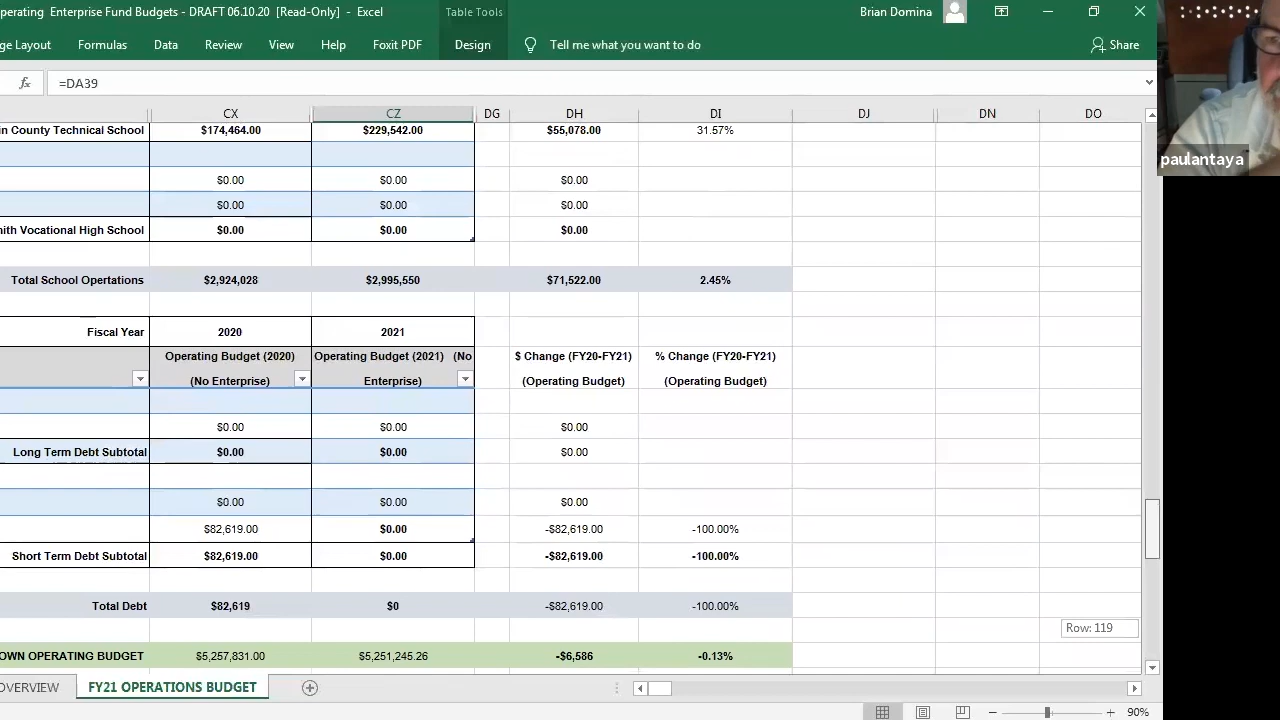 perating Enterprise Fund Budgets - DRAFT 06.10.20 [Read-Only] - Excel Table Tools Brian Domina
ge Layout Formulas Data Review View Help Foxit PDF Design Tell me what you want to do Share
fx =DA39
CX CZ DG DH DI DJ DN DO
in County Technical School $174,464.00 $229,542.00 $55,078.00 31.57%
paulantaya
$0.00 $0.00 $0.00
$0.00 $0.00 $0.00
mith Vocational High School $0.00 $0.00 $0.00
Total School Opertations $2,924,028 $2,995,550 $71,522.00 2.45%
Fiscal Year 2020 2021
Operating Budget (2020) Operating Budget (2021) (No $ Change (FY20-FY21) % Change (FY20-FY21)
(No Enterprise) Enterprise) (Operating Budget) (Operating Budget)
$0.00 $0.00 $0.00
Long Term Debt Subtotal $0.00 $0.00 $0.00
$0.00 $0.00 $0.00
$82,619.00 $0.00 -$82,619.00 -100.00%
Short Term Debt Subtotal $82,619.00 $0.00 -$82,619.00 -100.00%
Total Debt $82,619 $0 -$82,619.00 -100.00%
Row: 119
OWN OPERATING BUDGET $5,257,831.00 $5,251,245.26 -$6,586 -0.13%
OVERVIEW FY21 OPERATIONS BUDGET
90%